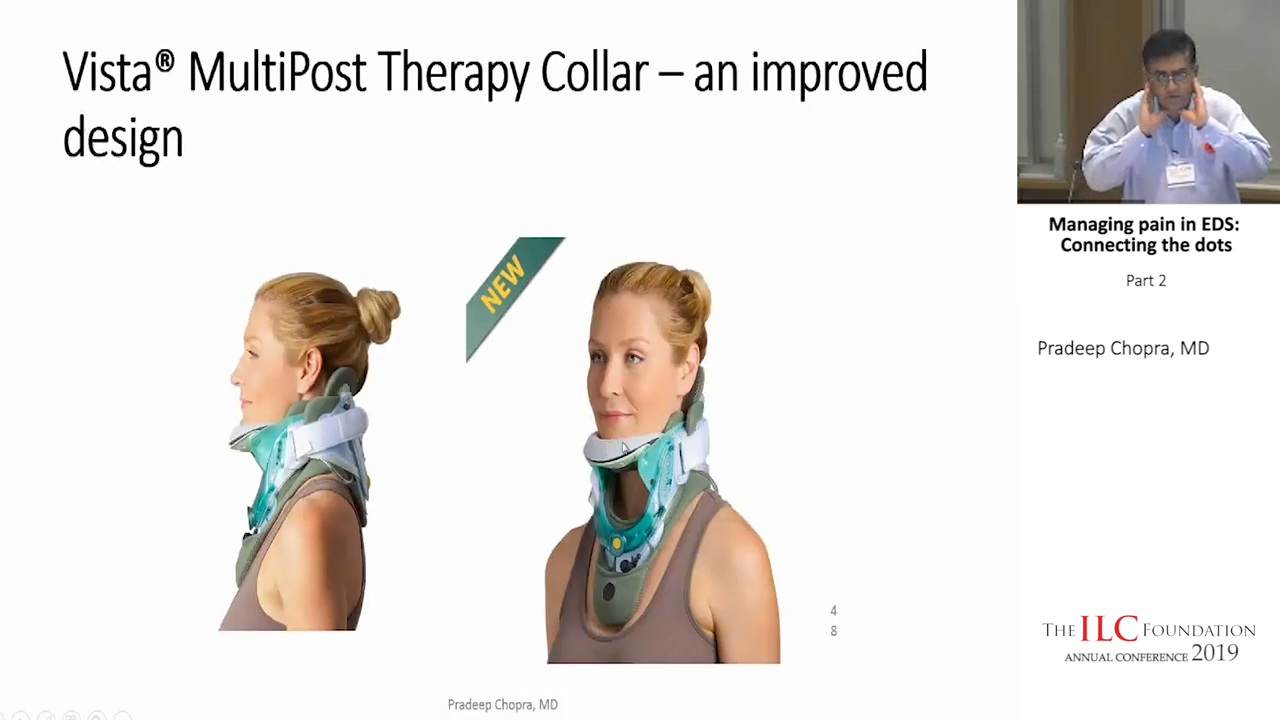 Vista® MultiPost Therapy Collar – an improved
design
NEW
4
8
Pradeep Chopra, MD
Managing pain in EDS:
Connecting the dots
Part 2
Pradeep Chopra, MD
THE ILC FOUNDATION
ANNUAL CONFERENCE 2019